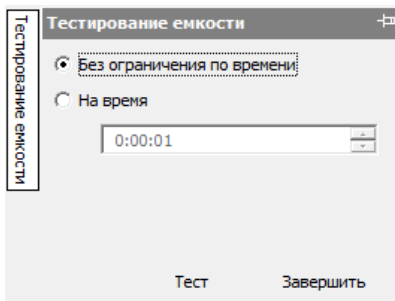 Тестирование емкости
Тестирование емкости
Без ограничения по времени
На время
0:00:01
Тест Завершить